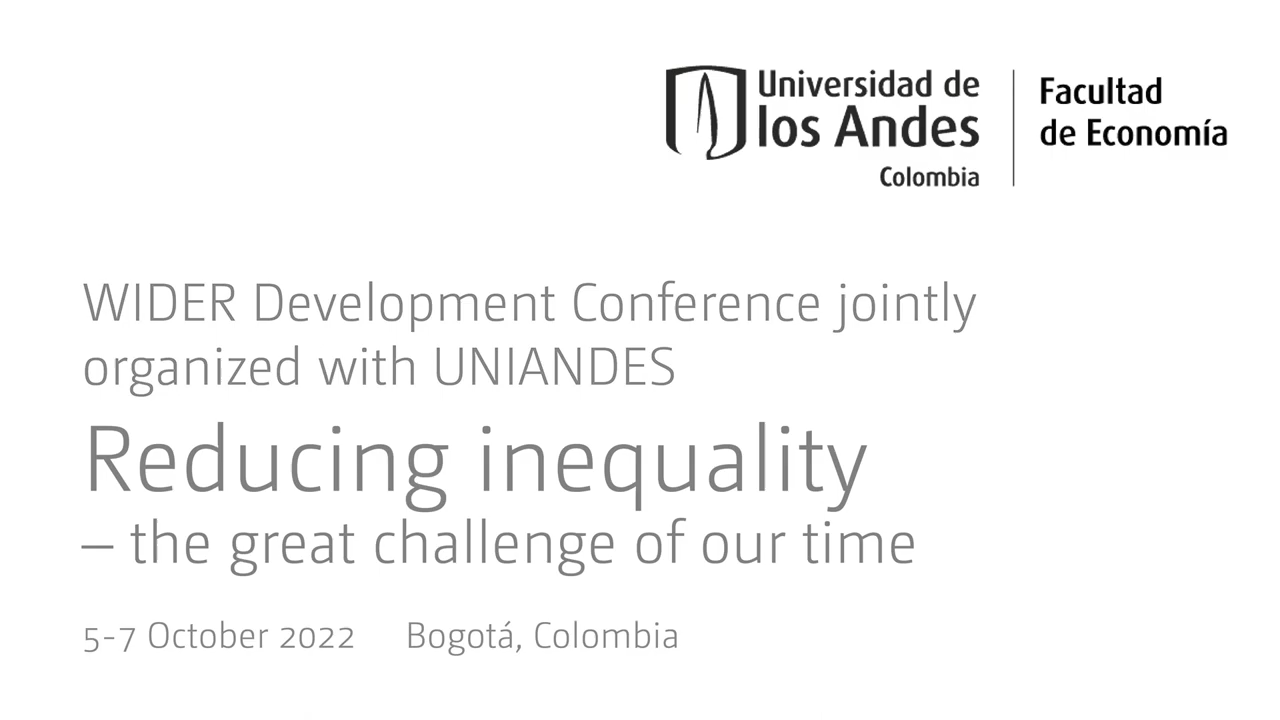 Universidad de
los Andes
Colombia
Facultad
de Economía
WIDER Development Conference jointly
organized with UNIANDES
Reducing inequality
– the great challenge of our time
5-7 October 2022 Bogotá, Colombia